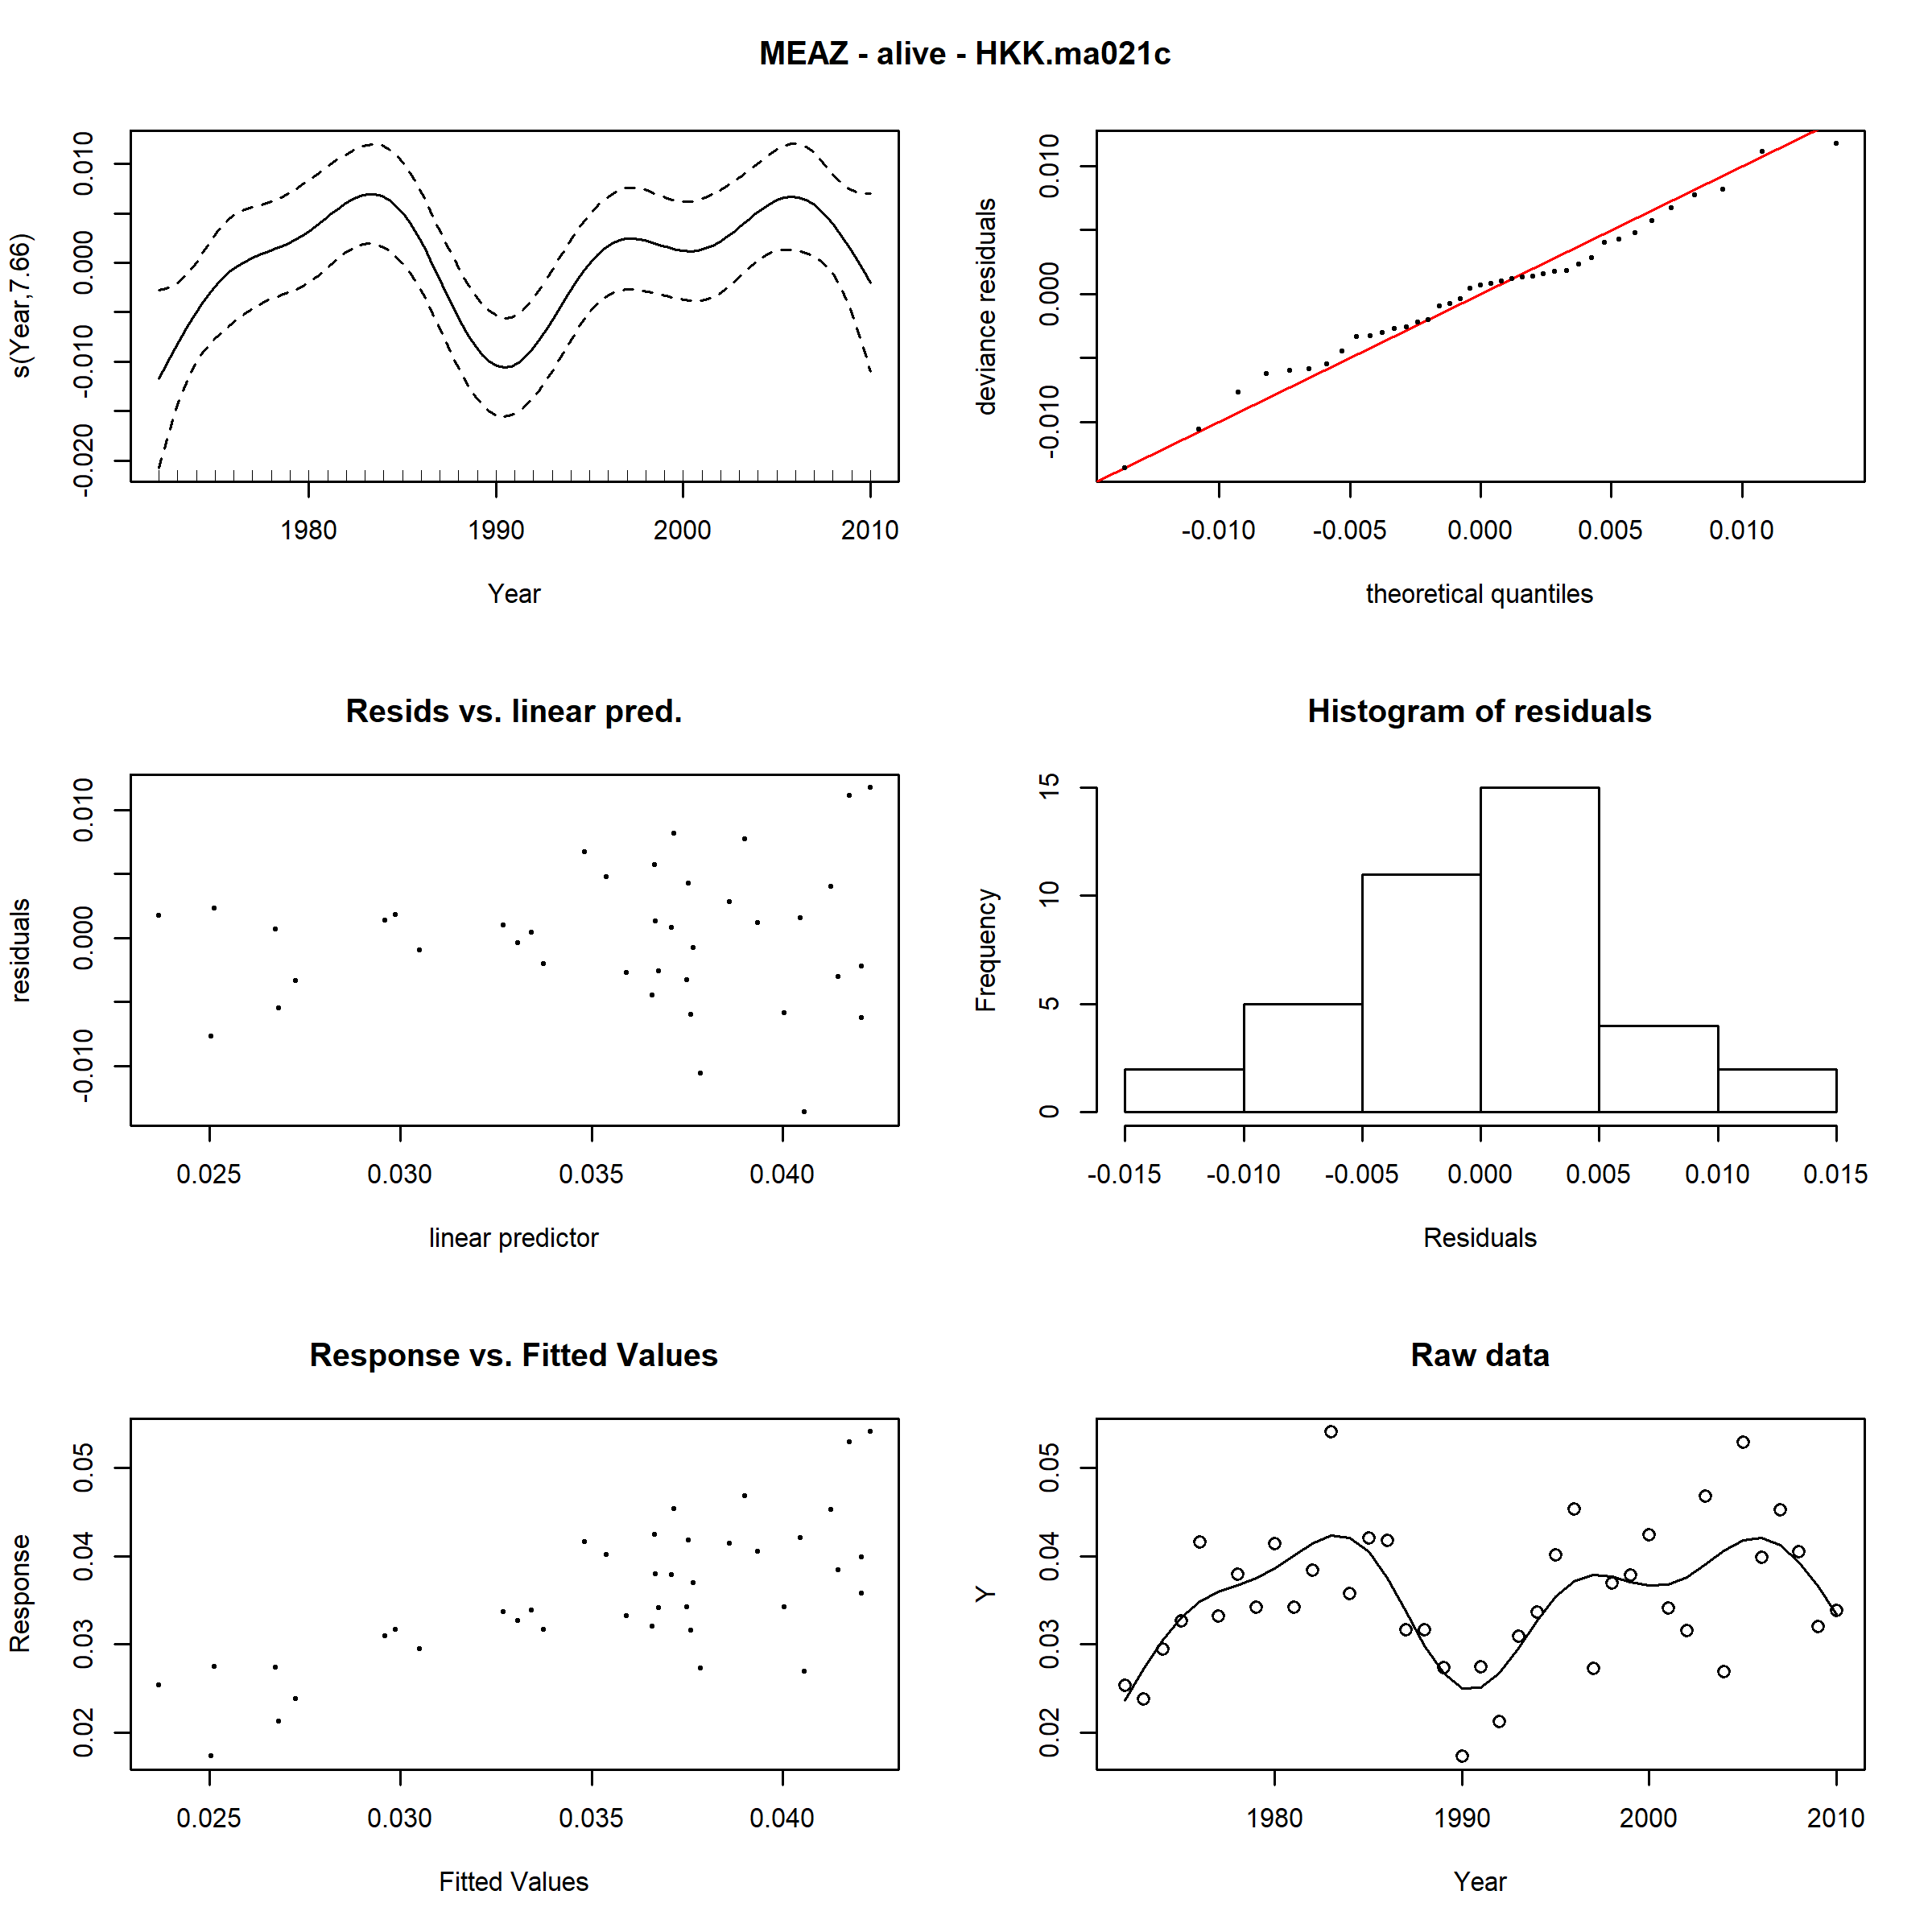 MEAZ - alive - HKK.ma021c
s(Year,7.66)
-0.020 -0.010 0.000 0.010
1980 1990 2000 2010
Year
deviance residuals
-0.010 0.000 0.010
-0.010 -0.005 0.000 0.005 0.010
theoretical quantiles
Resids vs. linear pred.
residuals
-0.010 0.000 0.010
0.025 0.030 0.035 0.040
linear predictor
Histogram of residuals
Frequency
0 5 10 15
-0.015 -0.010 -0.005 0.000 0.005 0.010 0.015
Residuals
Response vs. Fitted Values
Response
0.02 0.03 0.04 0.05
0.025 0.030 0.035 0.040
Fitted Values
Raw data
Y
0.02 0.03 0.04 0.05
1980 1990 2000 2010
Year